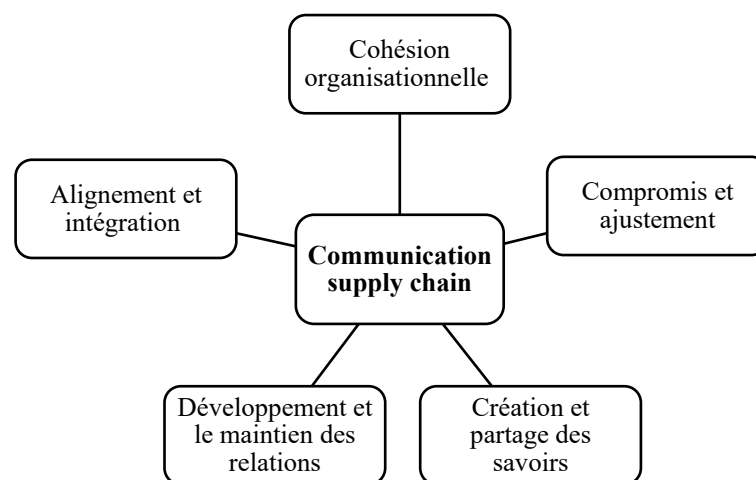 Cohésion
organisationnelle
Alignement et
intégration
Compromis et
ajustement
Communication
supply chain
Développement et
le maintien des
relations
Création et
partage des
savoirs